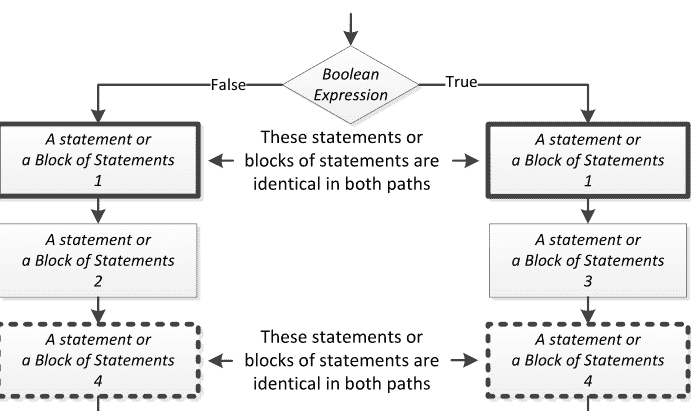 Boolean
Expression
False
True
A statement or
a Block of Statements
1
These statements or
blocks of statements are
identical in both paths
A statement or
a Block of Statements
1
A statement or
a Block of Statements
2
A statement or
a Block of Statements
3
A statement or
a Block of Statements
4
These statements or
blocks of statements are
identical in both paths
A statement or
a Block of Statements
4